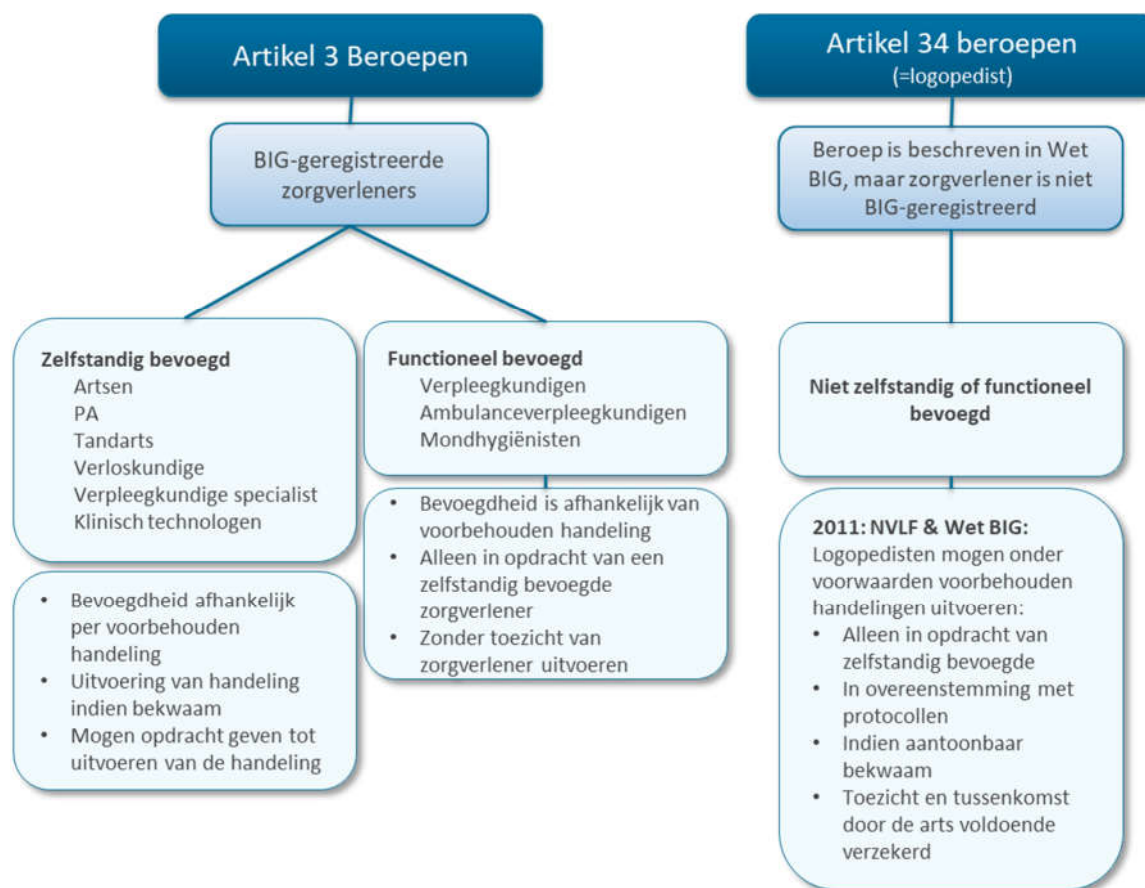 Artikel 3 Beroepen
BIG-geregistreerde
zorgverleners
Zelfstandig bevoegd
Artsen
PA
Tandarts
Verloskundige
Verpleegkundige specialist
Klinisch technologen
• Bevoegdheid afhankelijk
per voorbehouden
handeling
• Uitvoering van handeling
indien bekwaam
• Mogen opdracht geven tot
uitvoeren van de handeling
Functioneel bevoegd
Verpleegkundigen
Ambulanceverpleegkundigen
Mondhygiënisten
• Bevoegdheid is afhankelijk van
voorbehouden handeling
• Alleen in opdracht van een
zelfstandig bevoegde
zorgverlener
• Zonder toezicht van
zorgverlener uitvoeren
Artikel 34 beroepen
(=logopedist)
Beroep is beschreven in Wet
BIG, maar zorgverlener is niet
BIG-geregistreerd
Niet zelfstandig of functioneel
bevoegd
2011: NVLF & Wet BIG:
Logopedisten mogen onder
voorwaarden voorbehouden
handelingen uitvoeren:
• Alleen in opdracht van
zelfstandig bevoegde
• In overeenstemming met
protocollen
• Indien aantoonbaar
bekwaam
• Toezicht en tussenkomst
door de arts voldoende
verzekerd